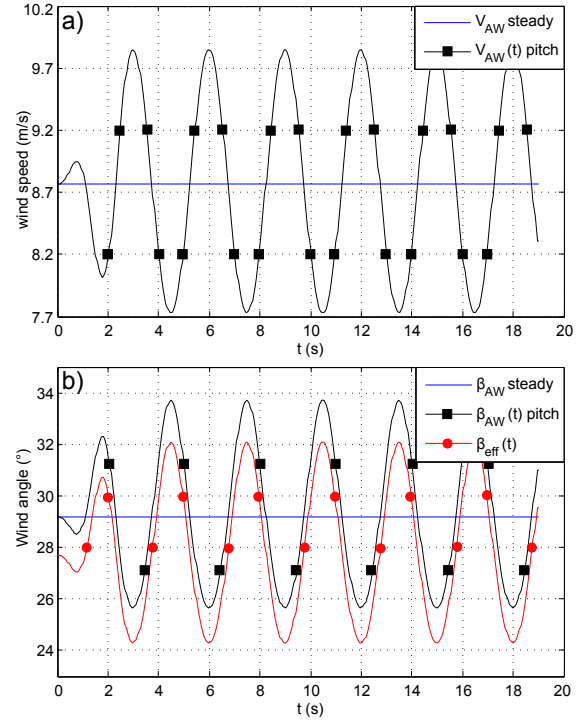 a)
V_AW steady
V_AW (t) pitch
10.2
9.7
9.2
8.7
8.2
7.7
wind speed (m/s)
0 2 4 6 8 10 12 14 16 18 20
t (s)
b)
β_AW steady
β_AW (t) pitch
β_eff (t)
34
32
30
28
26
24
Wind angle (°)
0 2 4 6 8 10 12 14 16 18 20
t (s)